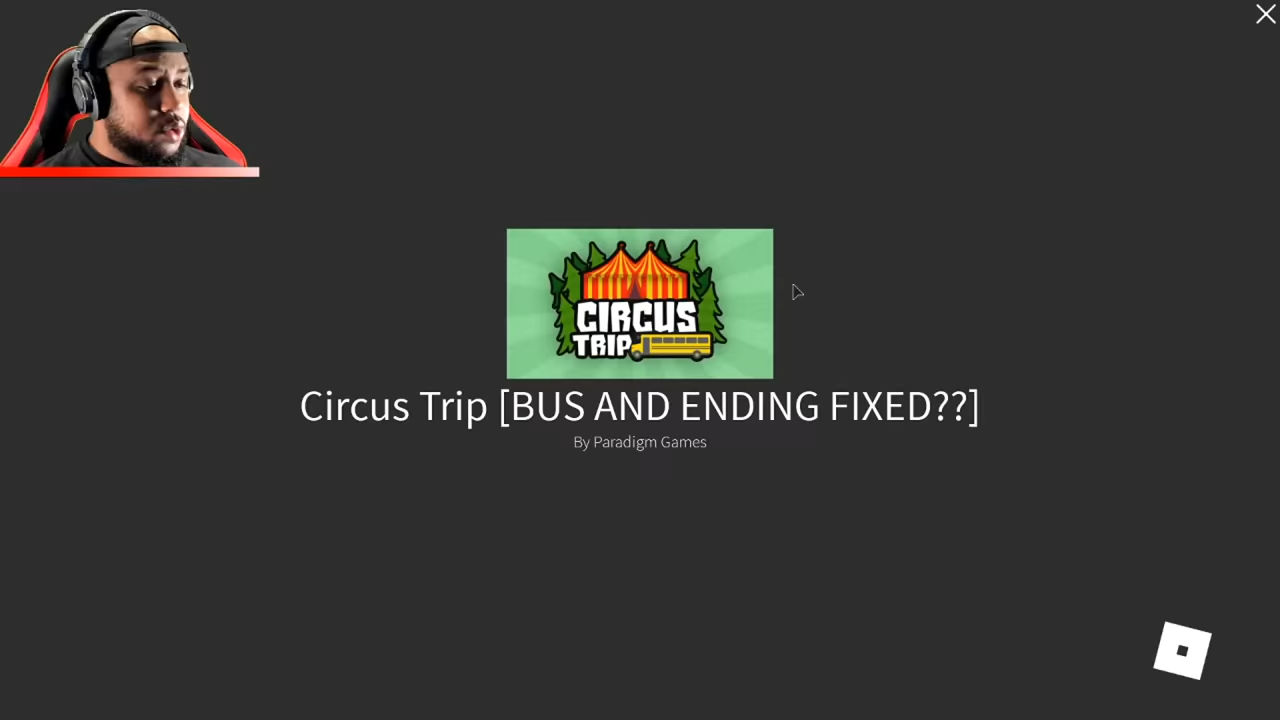 CIRCUS
TRIP
Circus Trip [BUS AND ENDING FIXED??]
By Paradigm Games